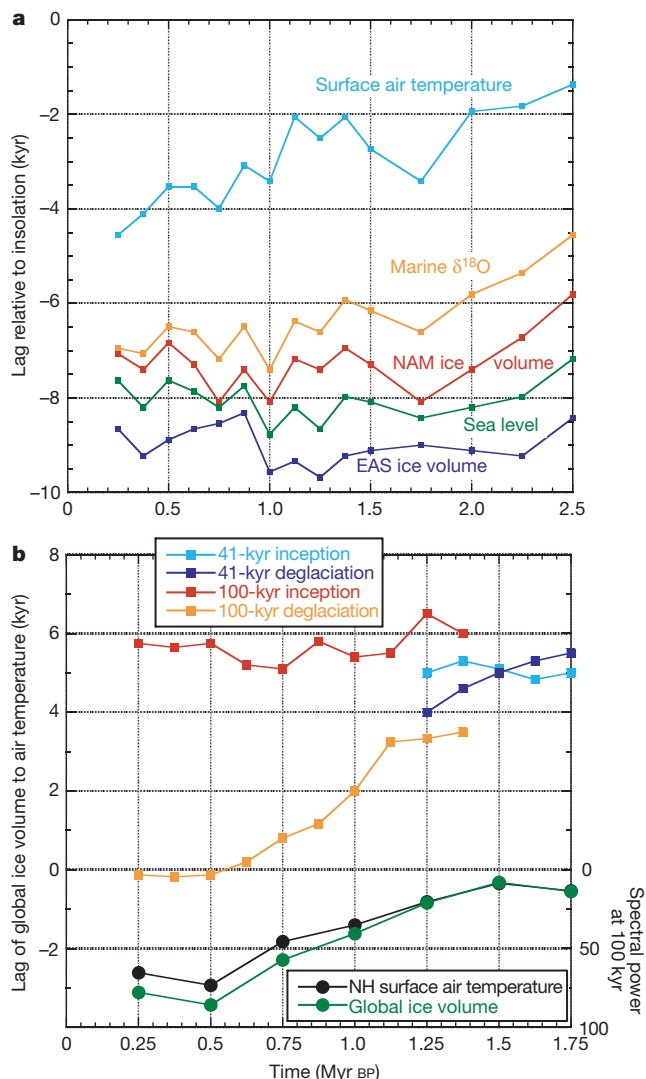 a
0
−2
−4
−6
−8
−10
Lag relative to insolation (kyr)
Surface air temperature
Marine δ18O
NAM ice volume
Sea level
EAS ice volume
0
0.5
1.0
1.5
2.0
2.5
b
8
6
4
2
0
−2
Lag of global ice volume to air temperature (kyr)
41-kyr inception
41-kyr deglaciation
100-kyr inception
100-kyr deglaciation
0
50
100
Spectral power
at 100 kyr
NH surface air temperature
Global ice volume
0
0.25
0.5
0.75
1.0
1.25
1.5
1.75
Time (Myr BP)